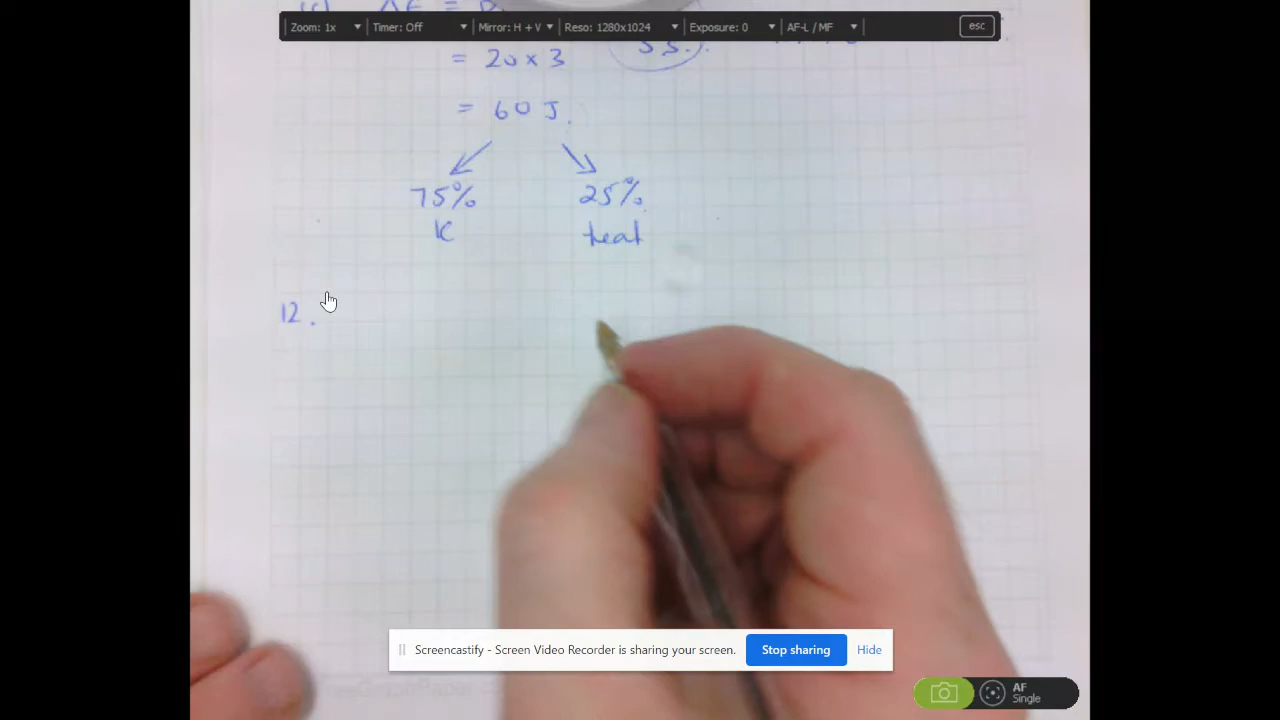 (c) ΔE =
Zoom: 1x Timer: Off Mirror: H + V Reso: 1280x1024 Exposure: 0 AF-L / MF esc
= 20 x 3
= 60 J.
75% 25%
K heat
12.
Screencastify - Screen Video Recorder is sharing your screen. Stop sharing Hide
AF
Single